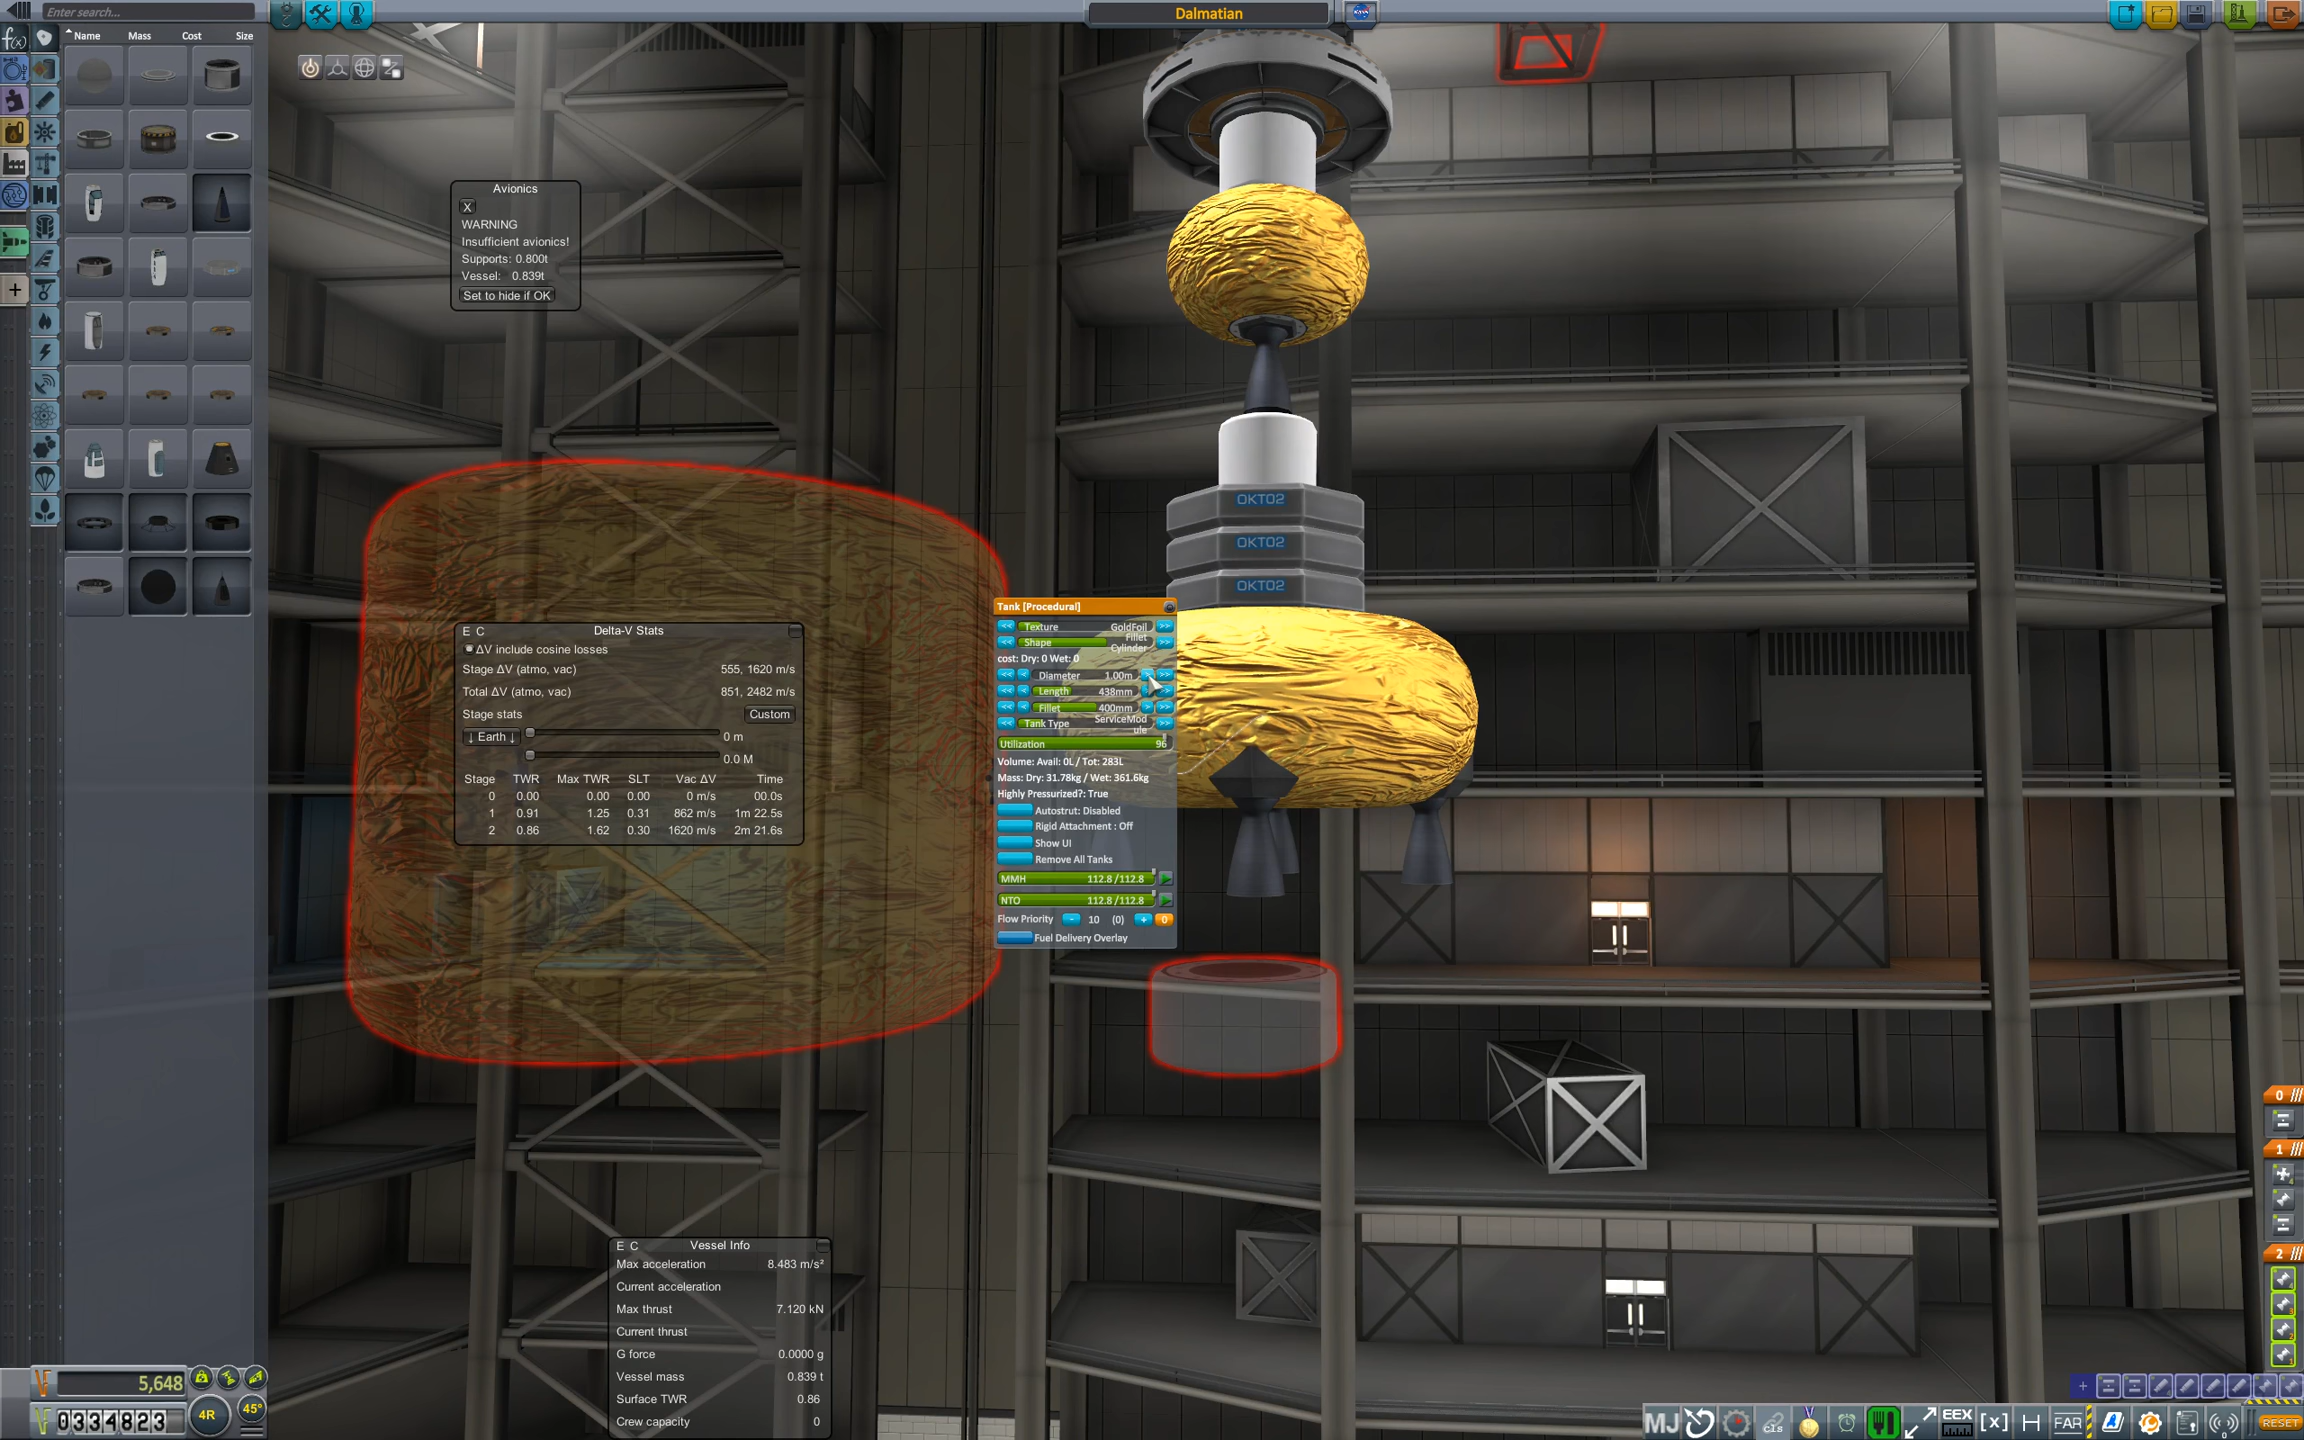 Enter search...
Dalmatian
Name Mass Cost Size
f(x)
Avionics
X
WARNING
Insufficient avionics!
Supports: 0.800t
Vessel: 0.839t
Set to hide if OK
OKTO2
OKTO2
OKTO2
E C Delta-V Stats
ΔV include cosine losses
Stage ΔV (atmo, vac) 555, 1620 m/s
Total ΔV (atmo, vac) 851, 2482 m/s
Stage stats Custom
↓ Earth ↓ 0 m
0.0 M
Stage TWR Max TWR SLT Vac ΔV Time
0 0.00 0.00 0.00 0 m/s 00.0s
1 0.91 1.25 0.31 862 m/s 1m 22.5s
2 0.86 1.62 0.30 1620 m/s 2m 21.6s
Tank [Procedural]
<< Texture GoldFoil >>
<< Shape Fillet Cylinder >>
cost: Dry: 0 Wet: 0
<< < Diameter 1.00m > >>
<< < Length 438mm > >>
<< < Fillet 400mm > >>
<< Tank Type ServiceModule >>
Utilization 96
Volume: Avail: 0L / Tot: 283L
Mass: Dry: 31.78kg / Wet: 361.6kg
Highly Pressurized?: True
Autostrut: Disabled
Rigid Attachment : Off
Show UI
Remove All Tanks
MMH 112.8 /112.8
NTO 112.8 /112.8
Flow Priority - 10 (0) + 0
Fuel Delivery Overlay
E C Vessel Info
Max acceleration 8.483 m/s²
Current acceleration
Max thrust 7.120 kN
Current thrust
G force 0.0000 g
Vessel mass 0.839 t
Surface TWR 0.86
Crew capacity 0
0
1
2
5,648
0334823
4R
45°
MJ
cls
EEX
[x]
FAR
RESET